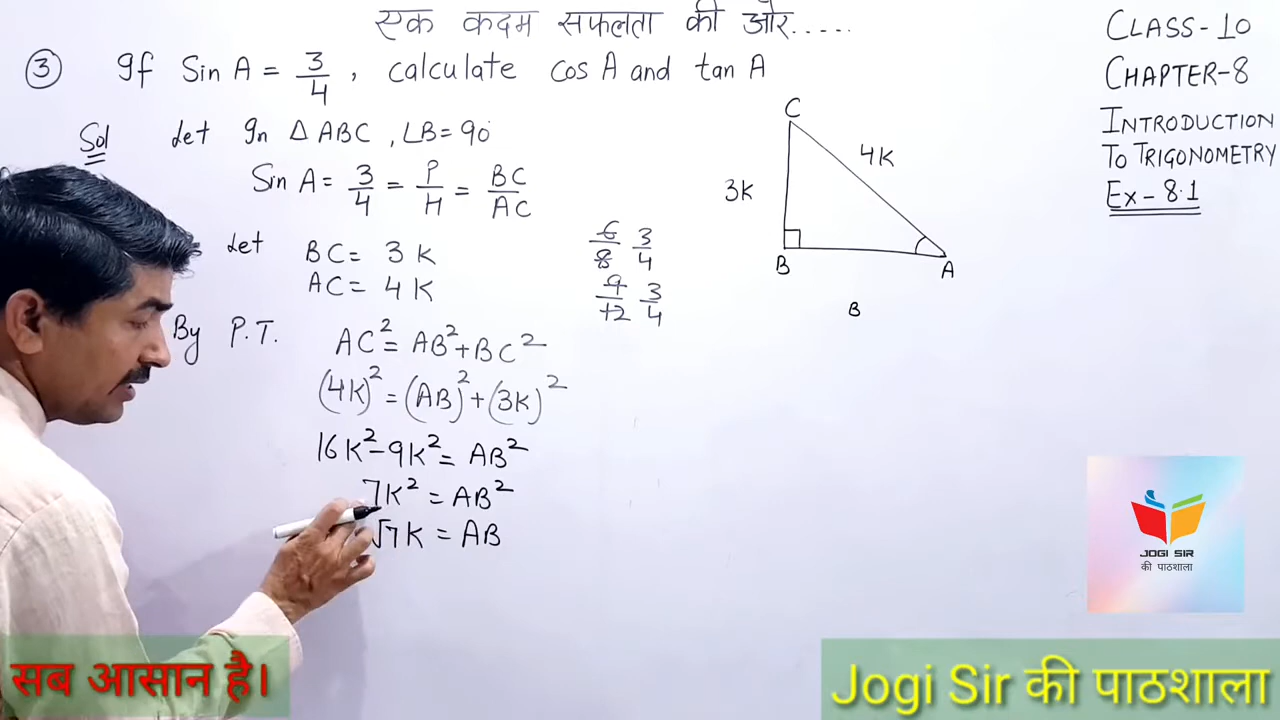 एक कदम सफलता की ओर.....
③ If Sin A = 3/4 , calculate cos A and tan A
Sol Let In △ ABC, ∠B = 90°
Sin A = 3/4 = P/H = BC/AC
Let BC = 3K
AC = 4K
6/8 3/4
9/12 3/4
By P.T. AC² = AB² + BC²
(4K)² = (AB)² + (3K)²
16K² - 9K² = AB²
7K² = AB²
√7K = AB
C
4K
3K
B
A
B
CLASS-10
CHAPTER-8
INTRODUCTION
TO TRIGONOMETRY
Ex-8.1
JOGI SIR
की पाठशाला
सब आसान है।
Jogi Sir की पाठशाला